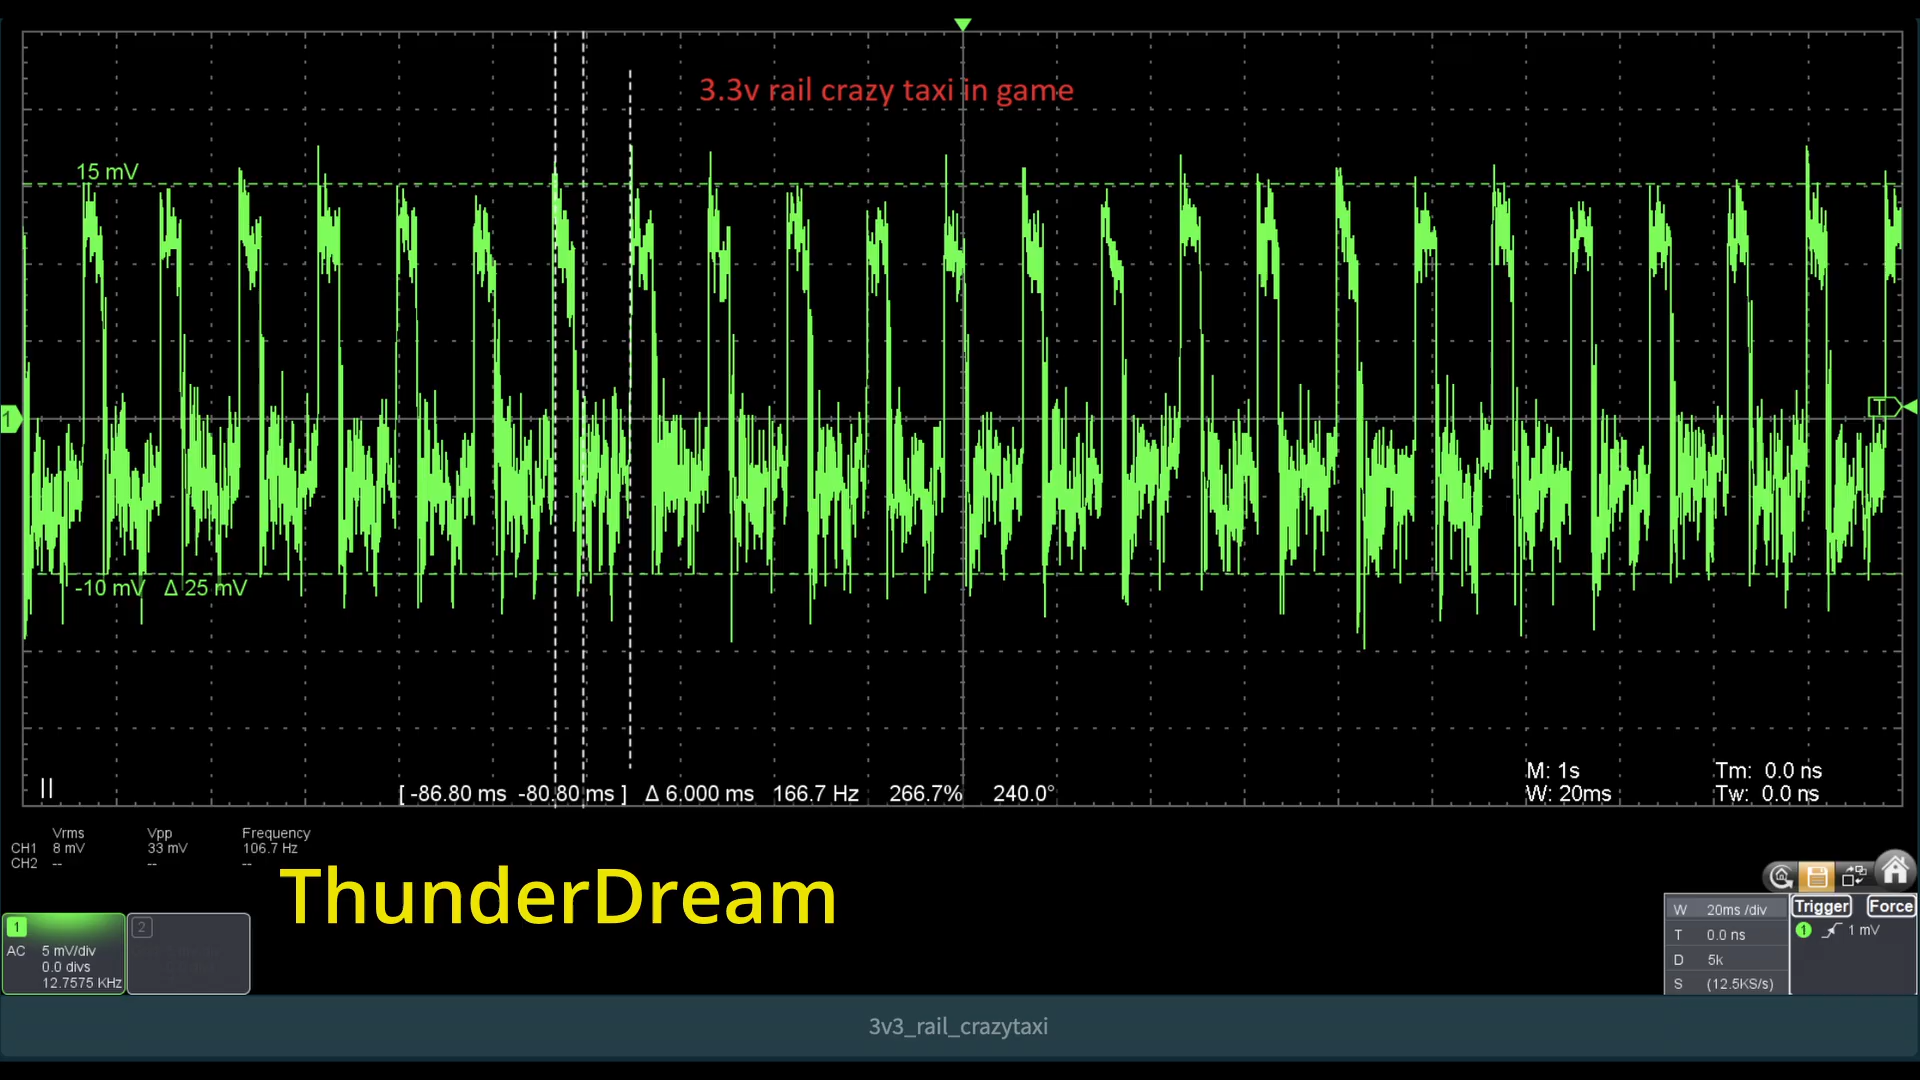 3.3v rail crazy taxi in game
15 mV
1
T
-10 mV Δ 25 mV
M: 1s Tm: 0.0 ns
[ -86.80 ms -80.80 ms ] Δ 6.000 ms 166.7 Hz 266.7% 240.0° W: 20ms Tw: 0.0 ns
Vrms Vpp Frequency
CH1 8 mV 33 mV 106.7 Hz
CH2 -- -- --
ThunderDream
1 2
AC 5 mV/div
0.0 divs
12.7575 KHz
W 20ms /div Trigger Force
T 0.0 ns 1 1 mV
D 5k
S (12.5KS/s)
3v3_rail_crazytaxi